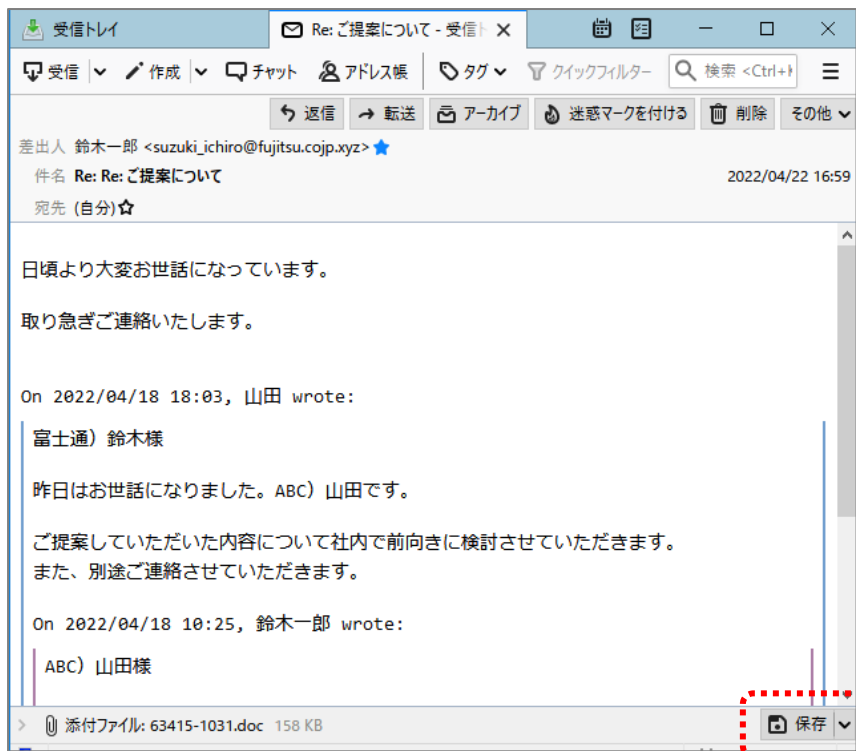 受信トレイ
Re: ご提案について - 受信ト
受信 作成 チャット アドレス帳 タグ クイックフィルター 検索 <Ctrl+
返信 転送 アーカイブ 迷惑マークを付ける 削除 その他
差出人 鈴木一郎 <suzuki_ichiro@fujitsu.cojp.xyz>
件名 Re: Re: ご提案について 2022/04/22 16:59
宛先 (自分)
日頃より大変お世話になっています。
取り急ぎご連絡いたします。
On 2022/04/18 18:03, 山田 wrote:
富士通）鈴木様
昨日はお世話になりました。ABC）山田です。
ご提案していただいた内容について社内で前向きに検討させていただきます。
また、別途ご連絡させていただきます。
On 2022/04/18 10:25, 鈴木一郎 wrote:
ABC）山田様
添付ファイル: 63415-1031.doc 158 KB 保存